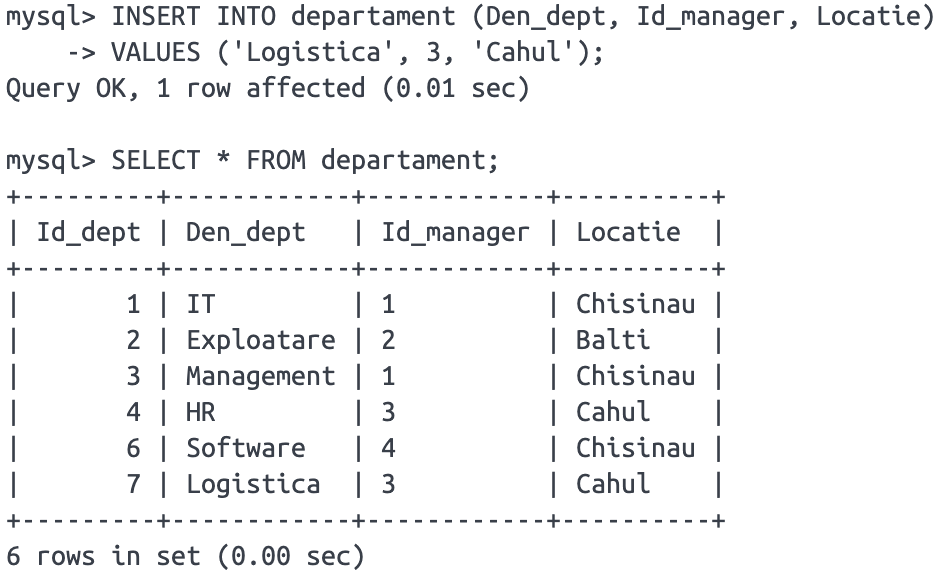 mysql> INSERT INTO departament (Den_dept, Id_manager, Locatie)
    -> VALUES ('Logistica', 3, 'Cahul');
Query OK, 1 row affected (0.01 sec)

mysql> SELECT * FROM departament;
+---------+------------+------------+----------+
| Id_dept | Den_dept   | Id_manager | Locatie  |
+---------+------------+------------+----------+
|       1 | IT         | 1          | Chisinau |
|       2 | Exploatare | 2          | Balti    |
|       3 | Management | 1          | Chisinau |
|       4 | HR         | 3          | Cahul    |
|       6 | Software   | 4          | Chisinau |
|       7 | Logistica  | 3          | Cahul    |
+---------+------------+------------+----------+
6 rows in set (0.00 sec)